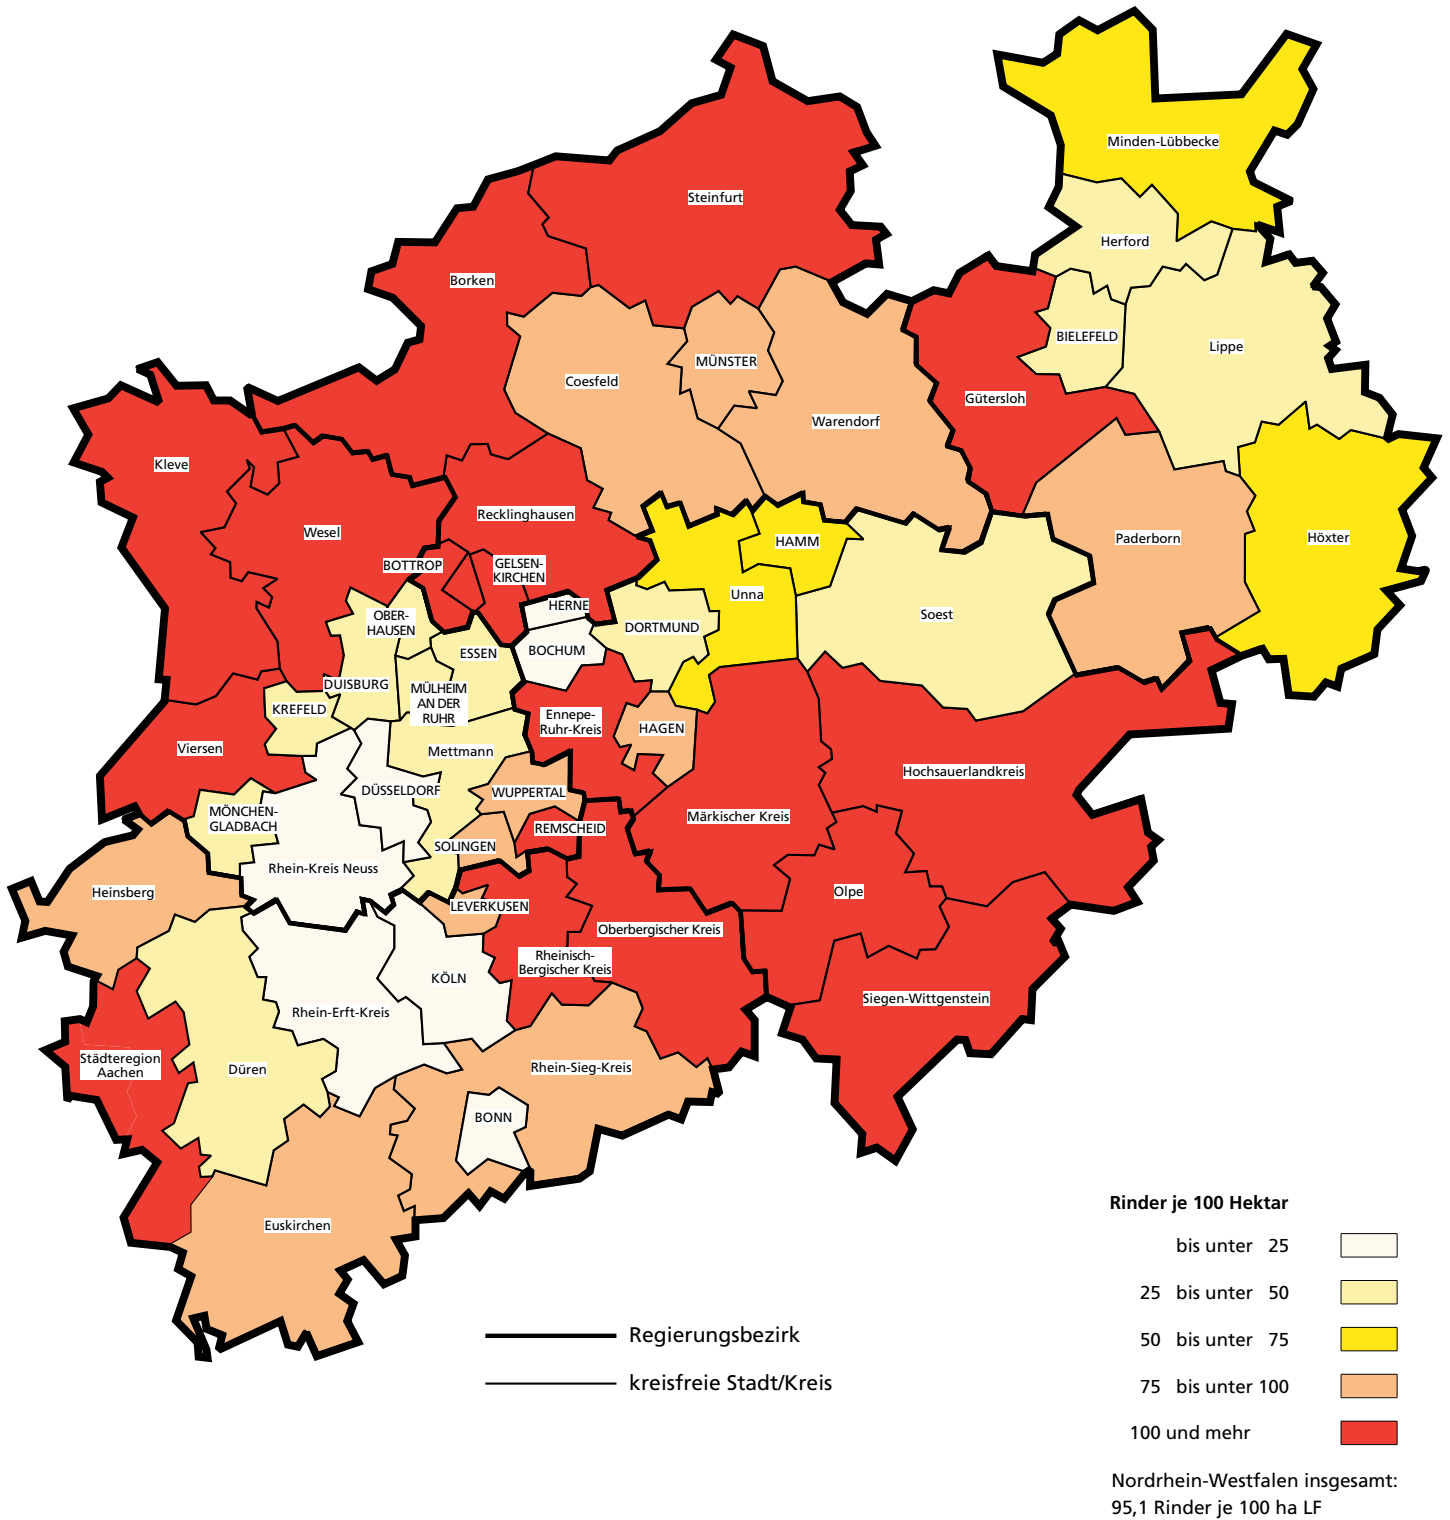 Minden-Lübbecke
Steinfurt
Herford
Borken
BIELEFELD
Lippe
MÜNSTER
Coesfeld
Gütersloh
Warendorf
Kleve
Recklinghausen
Wesel
Paderborn
Höxter
HAMM
BOTTROP
GELSEN-
KIRCHEN
Unna
HERNE
Soest
OBER-
HAUSEN
DORTMUND
BOCHUM
ESSEN
DUISBURG
MÜLHEIM
AN DER
RUHR
KREFELD
Ennepe-
Ruhr-Kreis
HAGEN
Viersen
Mettmann
Hochsauerlandkreis
DÜSSELDORF
WUPPERTAL
MÖNCHEN-
GLADBACH
Märkischer Kreis
REMSCHEID
SOLINGEN
Rhein-Kreis Neuss
Heinsberg
Olpe
LEVERKUSEN
Oberbergischer Kreis
Rheinisch-
Bergischer Kreis
KÖLN
Siegen-Wittgenstein
Rhein-Erft-Kreis
Städteregion
Aachen
Düren
Rhein-Sieg-Kreis
BONN
Euskirchen
Rinder je 100 Hektar
bis unter 25
25 bis unter 50
50 bis unter 75
75 bis unter 100
100 und mehr
Regierungsbezirk
kreisfreie Stadt/Kreis
Nordrhein-Westfalen insgesamt:
95,1 Rinder je 100 ha LF